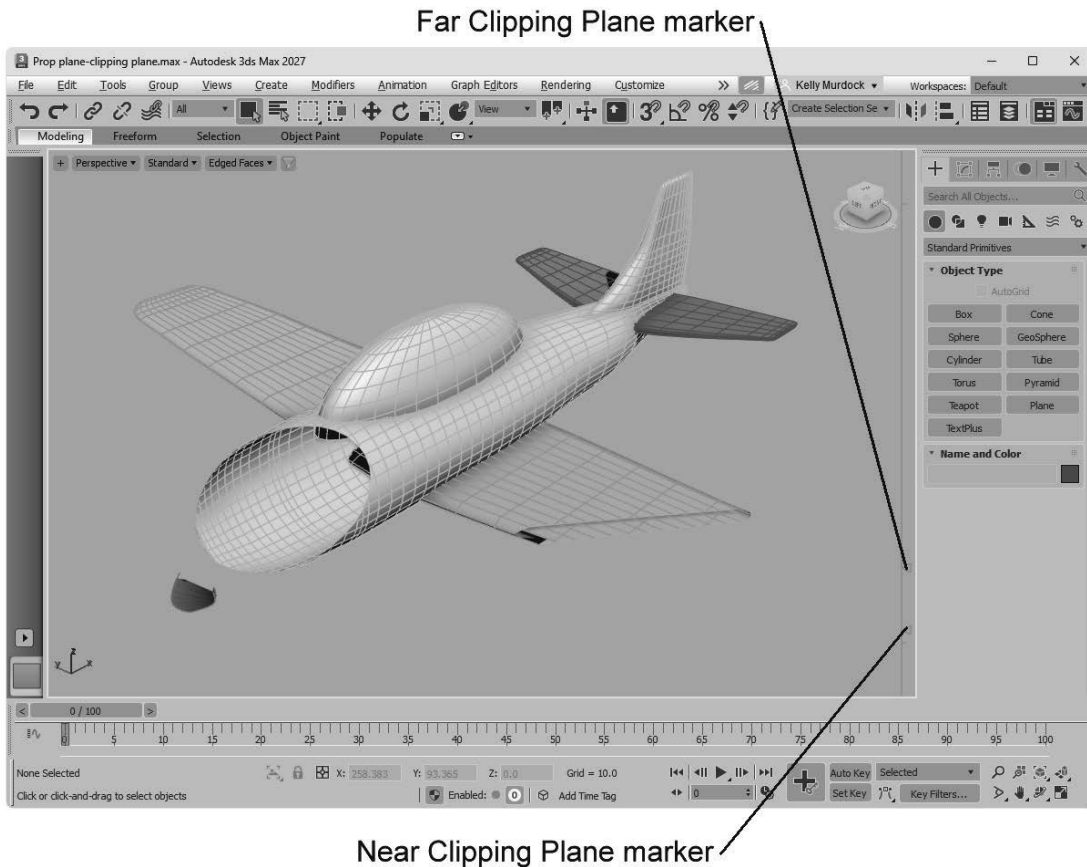 Far Clipping Plane marker
Prop plane-clipping plane.max - Autodesk 3ds Max 2027
File Edit Tools Group Views Create Modifiers Animation Graph Editors Rendering Customize Kelly Murdock Workspaces: Default
All View Create Selection Se
Modeling Freeform Selection Object Paint Populate
+ Perspective Standard Edged Faces
Search All Objects...
Standard Primitives
Object Type
AutoGrid
Box Cone
Sphere GeoSphere
Cylinder Tube
Torus Pyramid
Teapot Plane
TextPlus
Name and Color
z
y x
< 0 / 100 >
0 5 10 15 20 25 30 35 40 45 50 55 60 65 70 75 80 85 90 95 100
None Selected X: 258.383 Y: 93.365 Z: 0.0 Grid = 10.0 Auto Key Selected
Click or click-and-drag to select objects Enabled: 0 Add Time Tag 0 Set Key Key Filters...
Near Clipping Plane marker